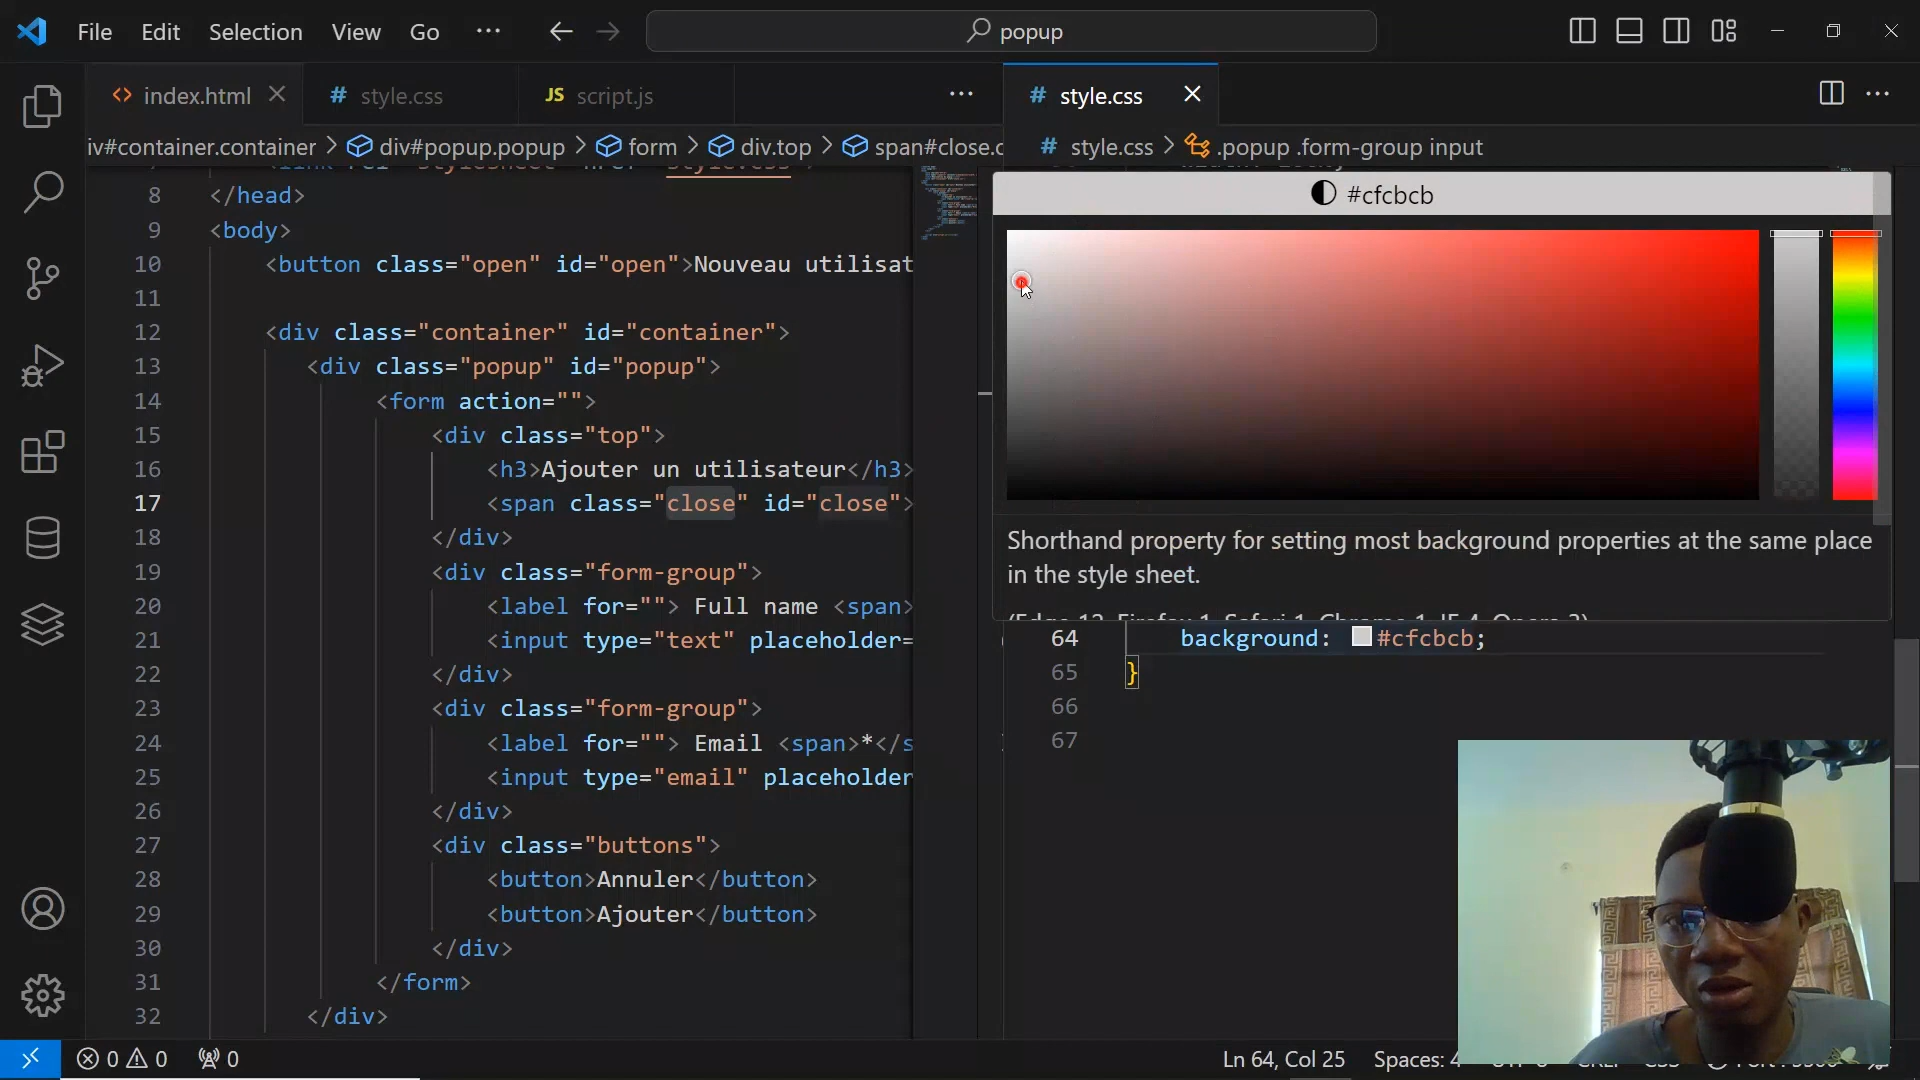 File Edit Selection View Go ··· popup
index.html # style.css JS script.js ··· # style.css ···
iv#container.container > div#popup.popup > form > div.top > span#close.c # style.css > .popup .form-group input
8 </head>
9 <body>
10 <button class="open" id="open">Nouveau utilisat
11
12 <div class="container" id="container">
13 <div class="popup" id="popup">
14 <form action="">
15 <div class="top">
16 <h3>Ajouter un utilisateur</h3>
17 <span class="close" id="close">
18 </div>
19 <div class="form-group">
20 <label for=""> Full name <span>
21 <input type="text" placeholder=
22 </div>
23 <div class="form-group">
24 <label for=""> Email <span>*</s
25 <input type="email" placeholder
26 </div>
27 <div class="buttons">
28 <button>Annuler</button>
29 <button>Ajouter</button>
30 </div>
31 </form>
32 </div>
#cfcbcb
Shorthand property for setting most background properties at the same place
in the style sheet.
64 background: #cfcbcb;
65 }
66
67
0 0 0 Ln 64, Col 25 Spaces: 4